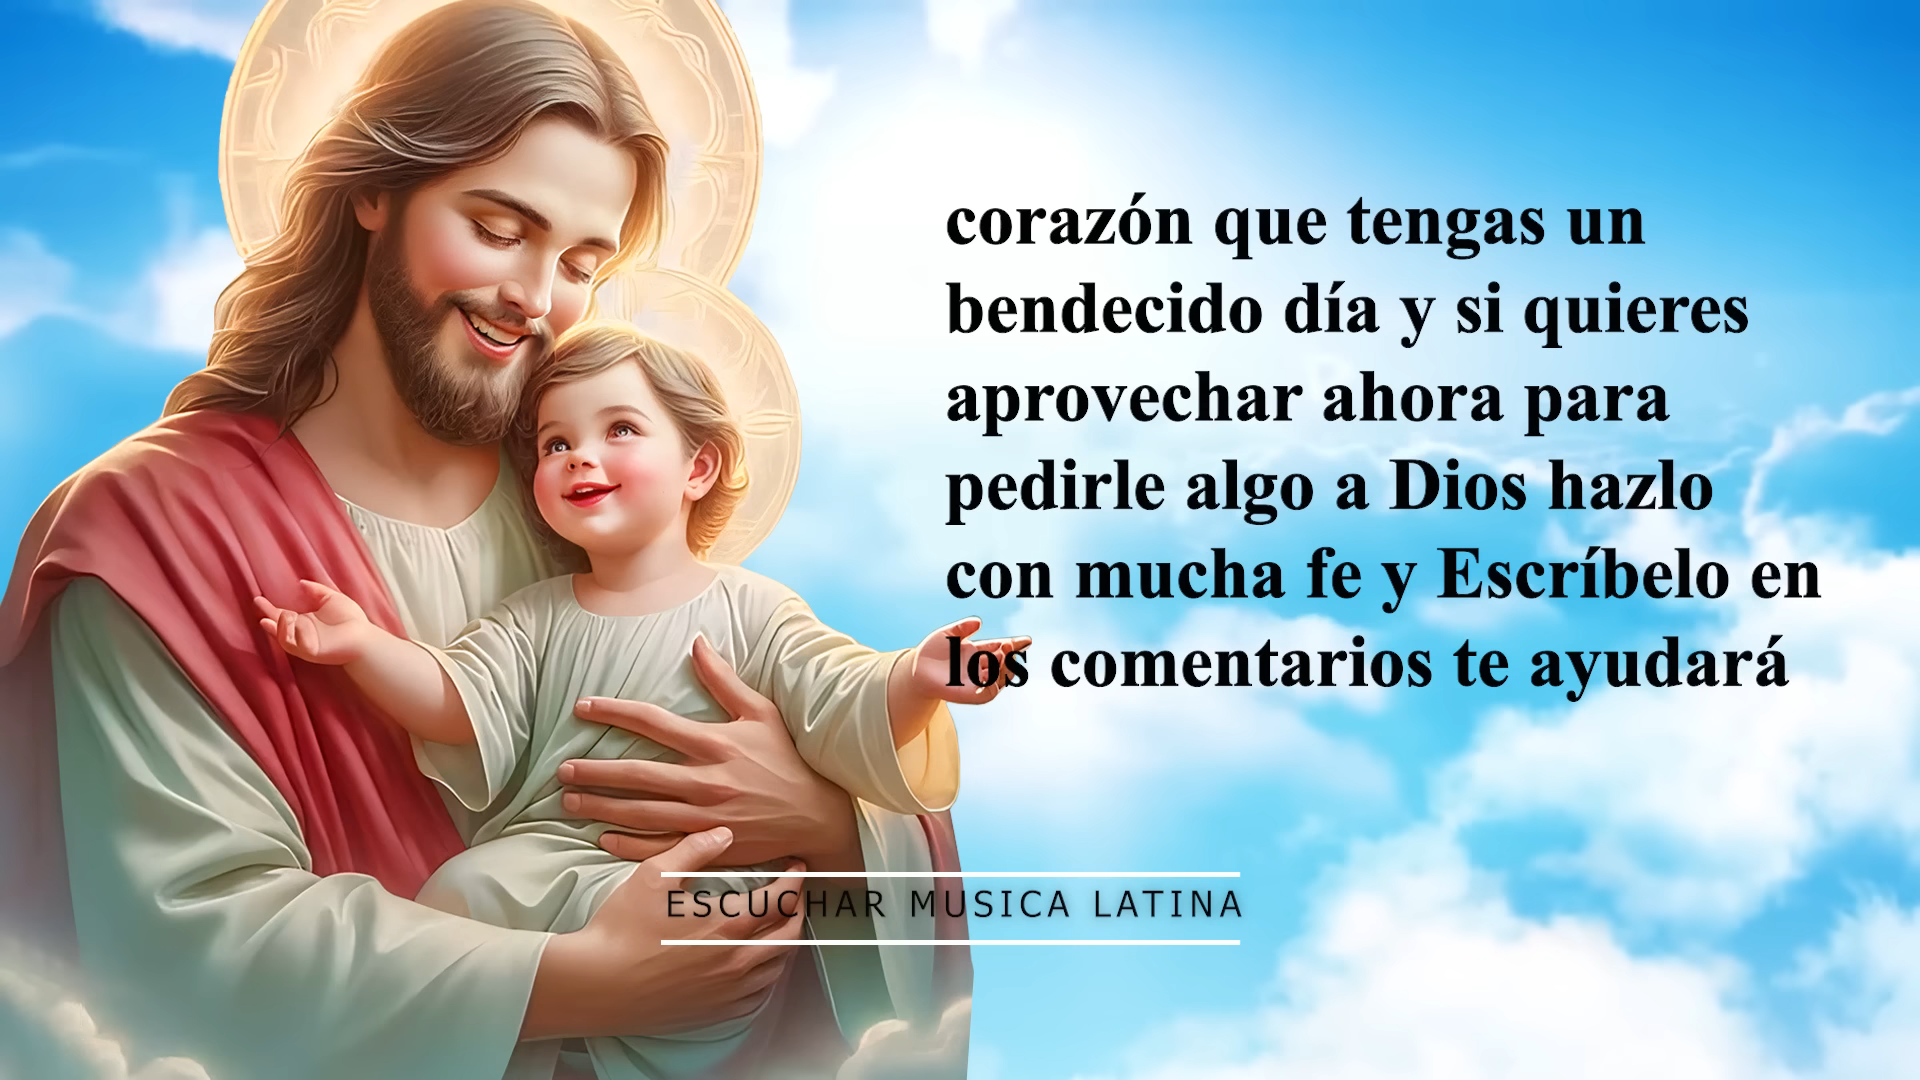 corazón que tengas un
bendecido día y si quieres
aprovechar ahora para
pedirle algo a Dios hazlo
con mucha fe y Escríbelo en
los comentarios te ayudará
ESCUCHAR MUSICA LATINA